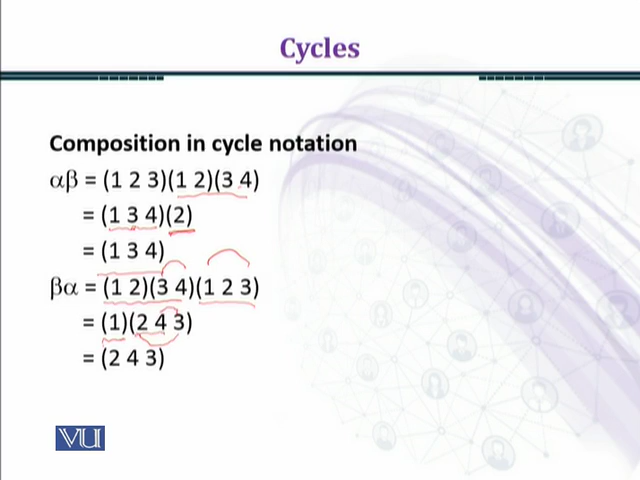 Cycles
Composition in cycle notation
αβ = (1 2 3)(1 2)(3 4)
= (1 3 4)(2)
= (1 3 4)
βα = (1 2)(3 4)(1 2 3)
= (1)(2 4 3)
= (2 4 3)
VU